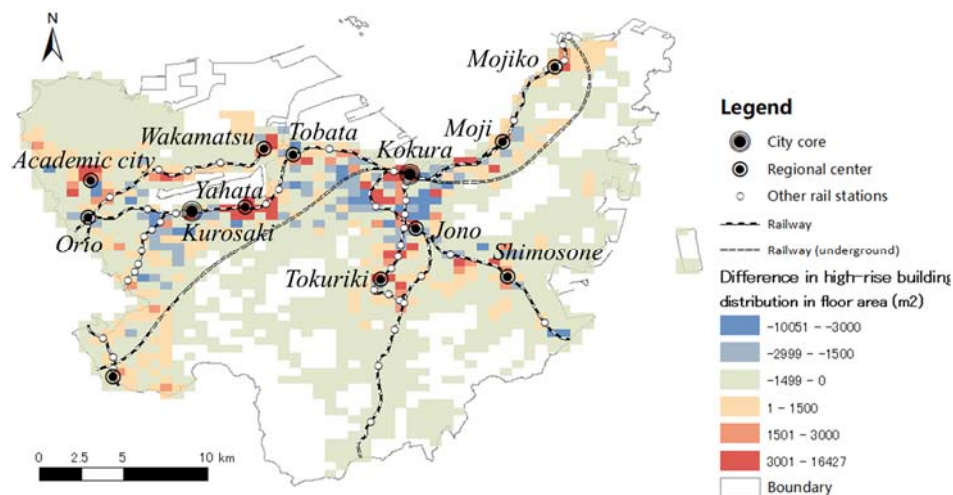 N
Mojiko
Wakamatsu
Tobata
Moji
Kokura
Academic city
Yahata
Orio
Kurosaki
Jono
Shimosone
Tokuriki
0 2.5 5 10 km
Legend
City core
Regional center
Other rail stations
Railway
Railway (underground)
Difference in high-rise building
distribution in floor area (m2)
-10051 - -3000
-2999 - -1500
-1499 - 0
1 - 1500
1501 - 3000
3001 - 16427
Boundary